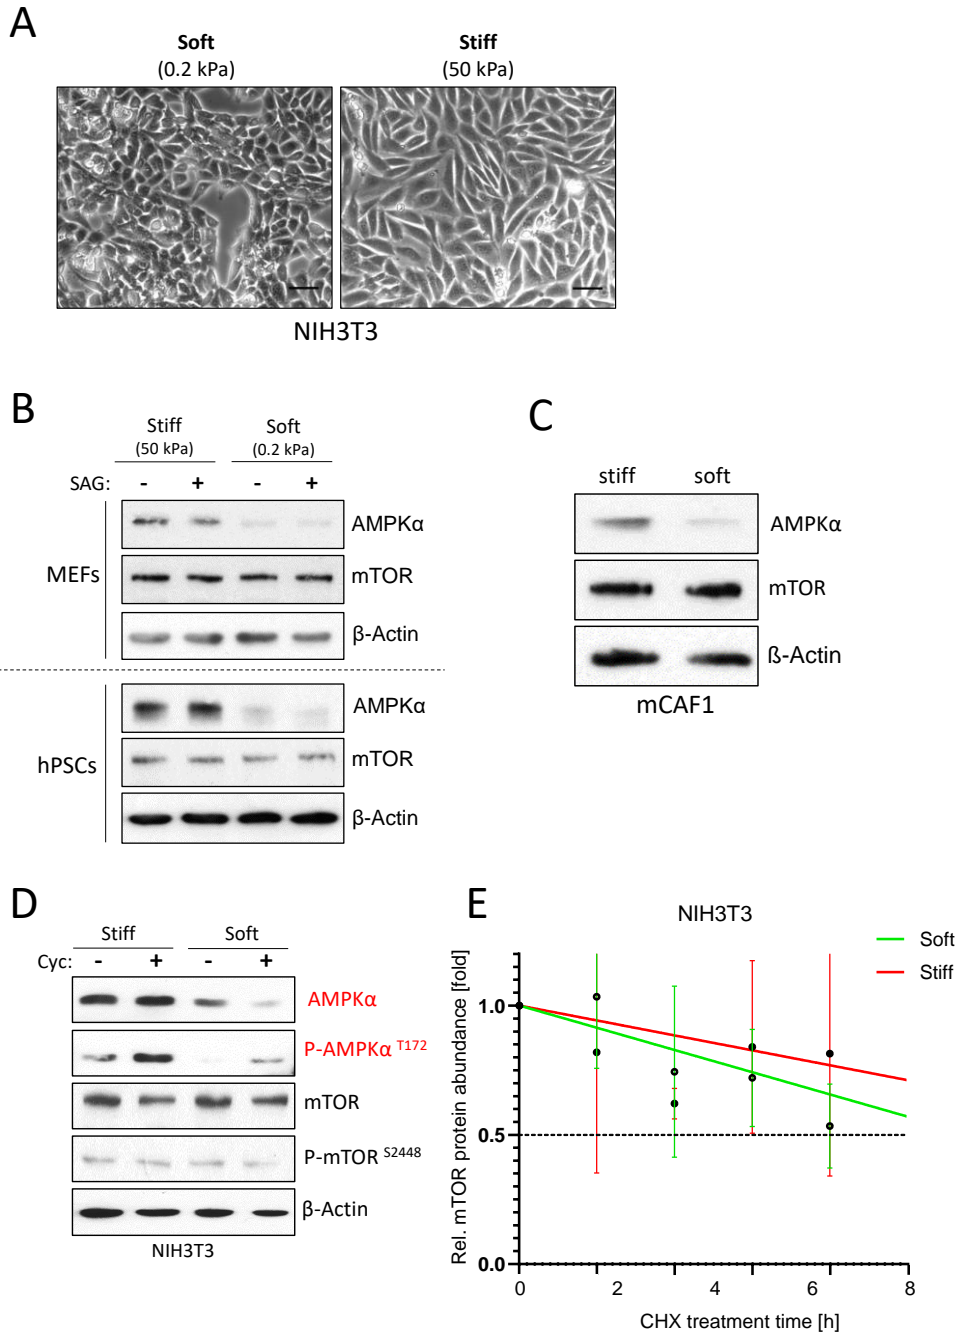 A
Soft
(0.2 kPa)
Stiff
(50 kPa)
NIH3T3
B
Stiff
(50 kPa)
Soft
(0.2 kPa)
SAG: - + - +
MEFs
AMPKα
mTOR
β-Actin
hPSCs
AMPKα
mTOR
β-Actin
C
stiff soft
AMPKα
mTOR
ß-Actin
mCAF1
D
Stiff Soft
Cyc: - + - +
AMPKα
P-AMPKα T172
mTOR
P-mTOR S2448
β-Actin
NIH3T3
E
NIH3T3
Soft
Stiff
Rel. mTOR protein abundance [fold]
1.0
0.5
0.0
0 2 4 6 8
CHX treatment time [h]